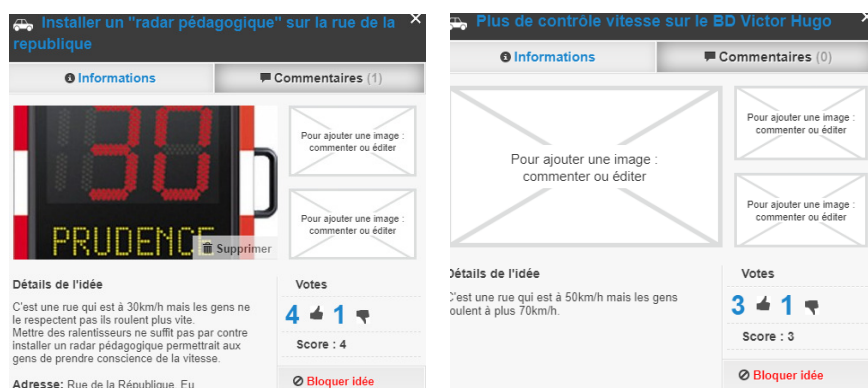 Installer un "radar pédagogique" sur la rue de la
republique
Informations
Commentaires (1)
30
PRUDENCE
Supprimer
Pour ajouter une image :
commenter ou éditer
Pour ajouter une image :
commenter ou éditer
Détails de l'idée
C'est une rue qui est à 30km/h mais les gens ne
le respectent pas ils roulent plus vite.
Mettre des ralentisseurs ne suffit pas par contre
installer un radar pédagogique permettrait aux
gens de prendre conscience de la vitesse.
Adresse: Rue de la République, Eu
Votes
4 1
Score : 4
Bloquer idée
Plus de contrôle vitesse sur le BD Victor Hugo
Informations
Commentaires (0)
Pour ajouter une image :
commenter ou éditer
Pour ajouter une image :
commenter ou éditer
Pour ajouter une image :
commenter ou éditer
Détails de l'idée
C'est une rue qui est à 50km/h mais les gens
roulent à plus 70km/h.
Votes
3 1
Score : 3
Bloquer idée